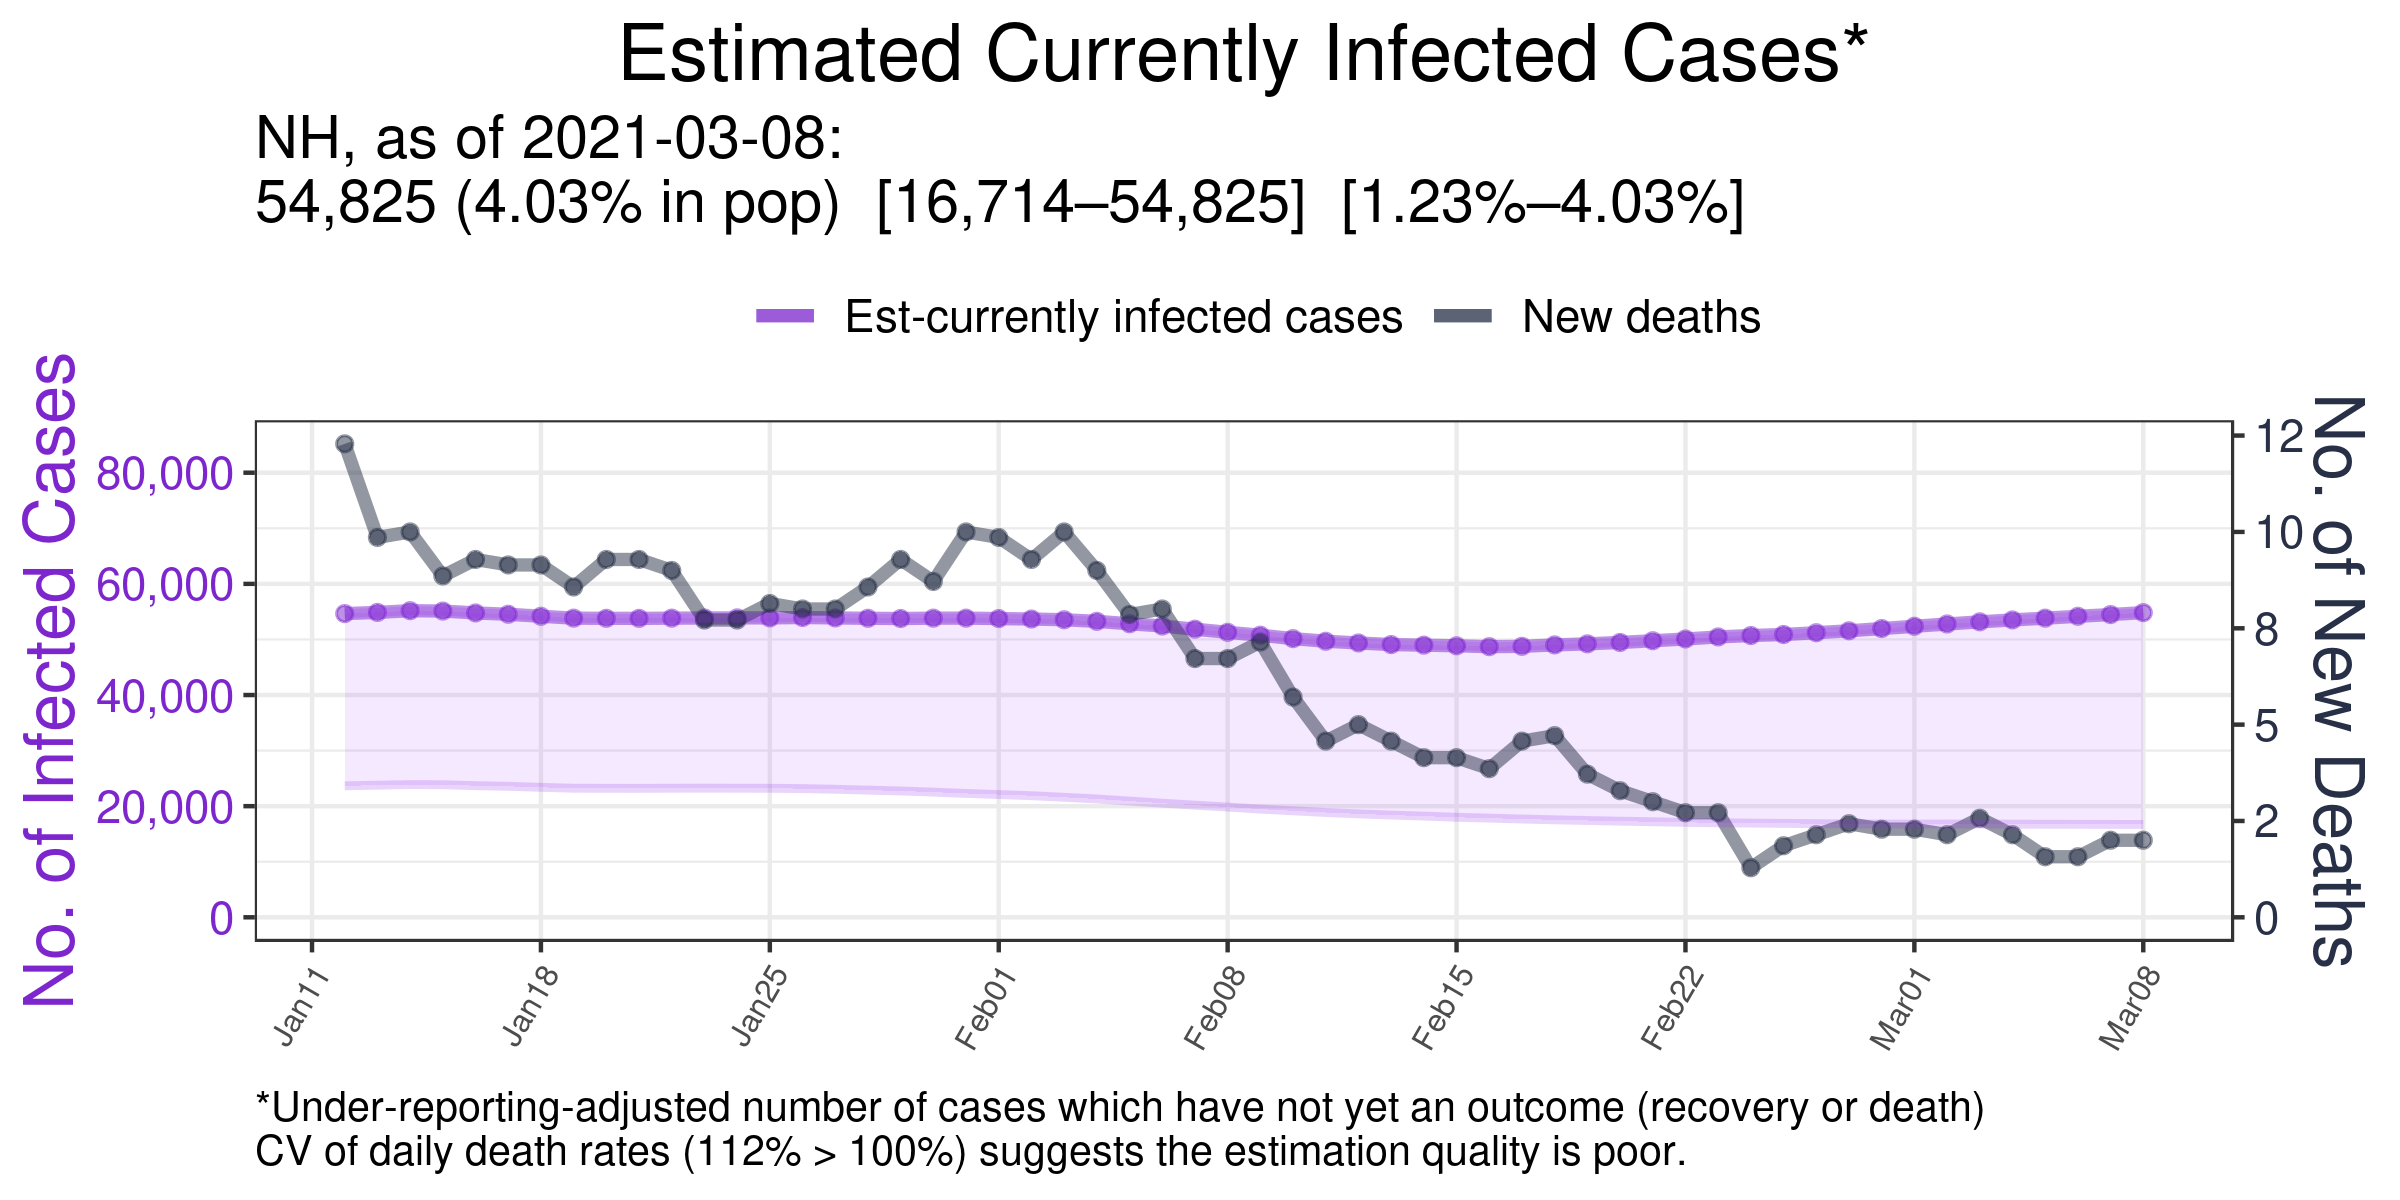 Estimated Currently Infected Cases*
NH, as of 2021-03-08:
54,825 (4.03% in pop)  [16,714–54,825]  [1.23%–4.03%]
Est-currently infected cases
New deaths
No. of Infected Cases
80,000
60,000
40,000
20,000
0
12
10
8
5
2
0
No. of New Deaths
Jan11
Jan18
Jan25
Feb01
Feb08
Feb15
Feb22
Mar01
Mar08
*Under-reporting-adjusted number of cases which have not yet an outcome (recovery or death)
CV of daily death rates (112% > 100%) suggests the estimation quality is poor.